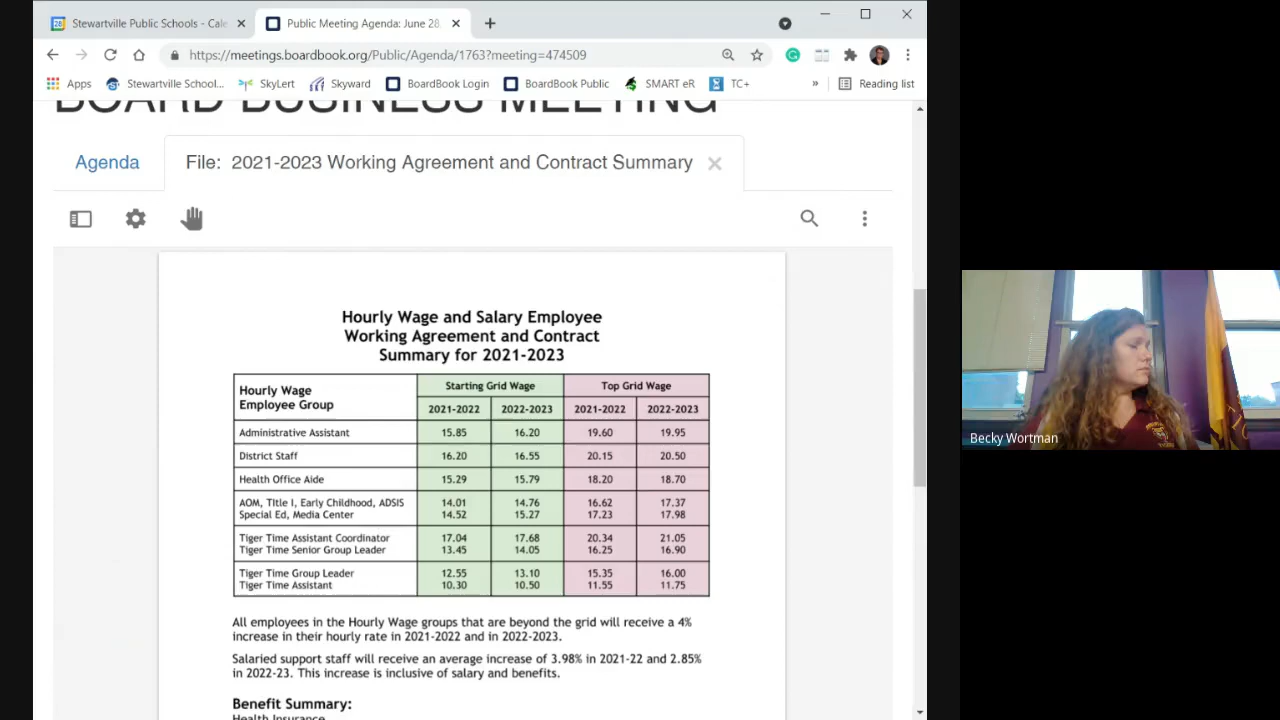 Stewartville Public Schools - Cale
Public Meeting Agenda: June 28,
https://meetings.boardbook.org/Public/Agenda/1763?meeting=474509
Apps
Stewartville School...
SkyLert
Skyward
BoardBook Login
BoardBook Public
SMART eR
TC+
»
Reading list
BOARD BUSINESS MEETING
Agenda
File: 2021-2023 Working Agreement and Contract Summary
Hourly Wage and Salary Employee
Working Agreement and Contract
Summary for 2021-2023
Hourly Wage
Employee Group
Starting Grid Wage
Top Grid Wage
2021-2022 2022-2023 2021-2022 2022-2023
Administrative Assistant 15.85 16.20 19.60 19.95
District Staff 16.20 16.55 20.15 20.50
Health Office Aide 15.29 15.79 18.20 18.70
AOM, Title I, Early Childhood, ADSIS 14.01 14.76 16.62 17.37
Special Ed, Media Center 14.52 15.27 17.23 17.98
Tiger Time Assistant Coordinator 17.04 17.68 20.34 21.05
Tiger Time Senior Group Leader 13.45 14.05 16.25 16.90
Tiger Time Group Leader 12.55 13.10 15.35 16.00
Tiger Time Assistant 10.30 10.50 11.55 11.75
All employees in the Hourly Wage groups that are beyond the grid will receive a 4%
increase in their hourly rate in 2021-2022 and in 2022-2023.
Salaried support staff will receive an average increase of 3.98% in 2021-22 and 2.85%
in 2022-23. This increase is inclusive of salary and benefits.
Benefit Summary:
Health Insurance
Becky Wortman